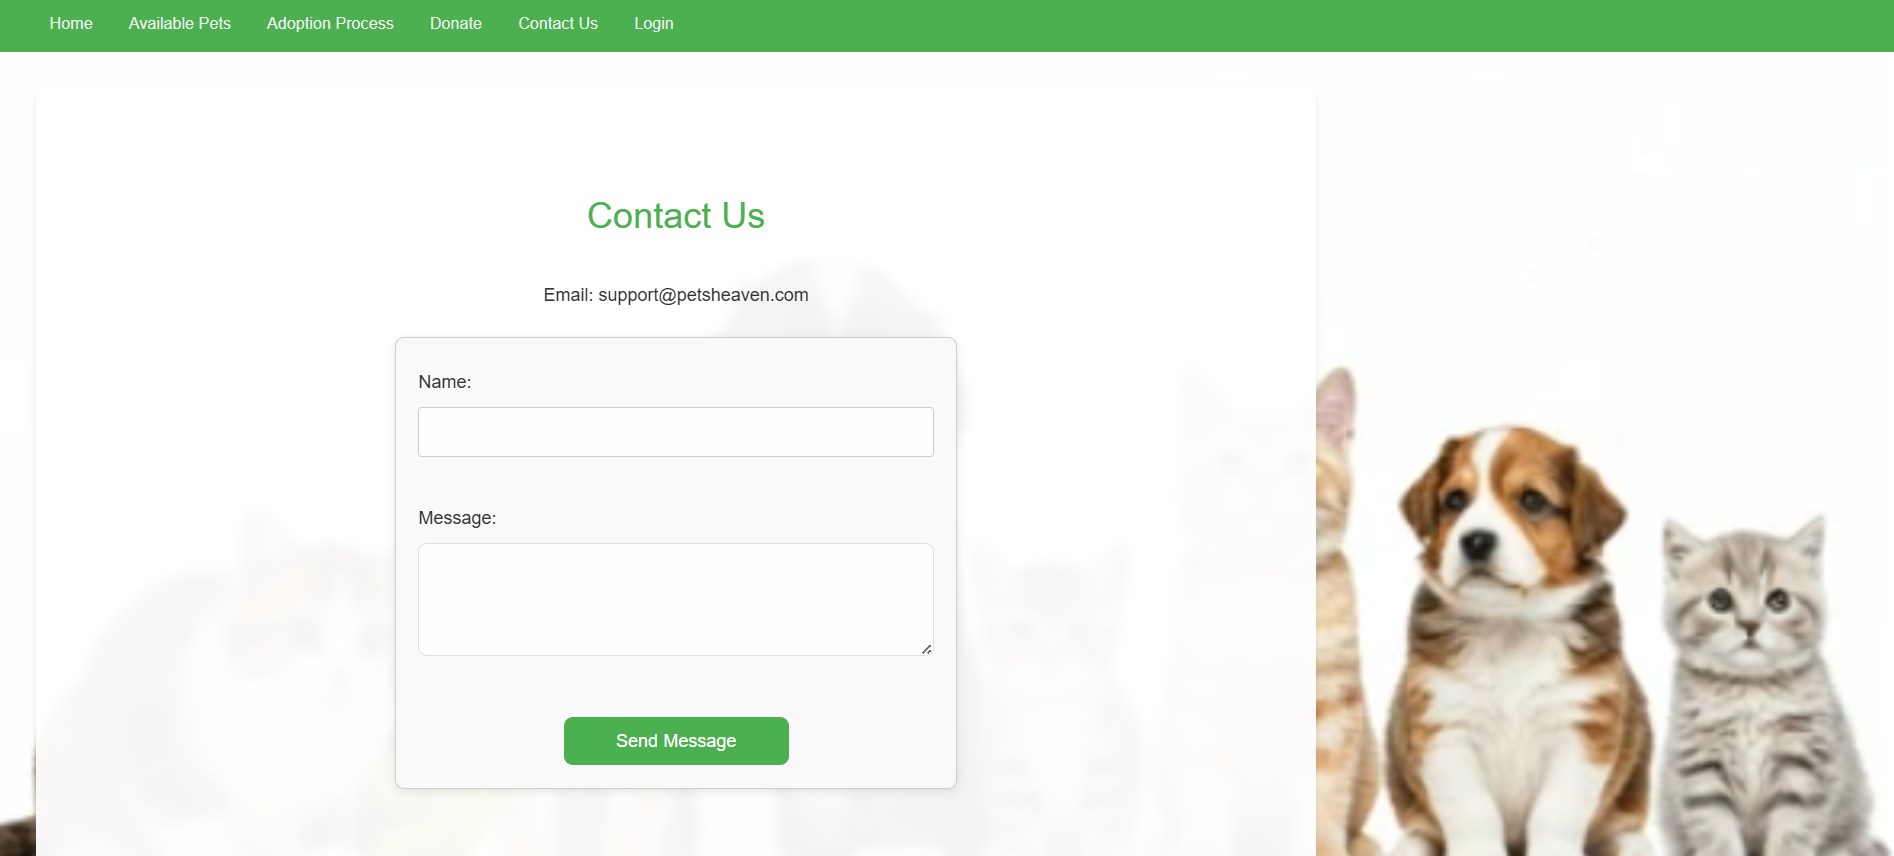 Home Available Pets Adoption Process Donate Contact Us Login
Contact Us
Email: support@petsheaven.com
Name:
Message:
Send Message